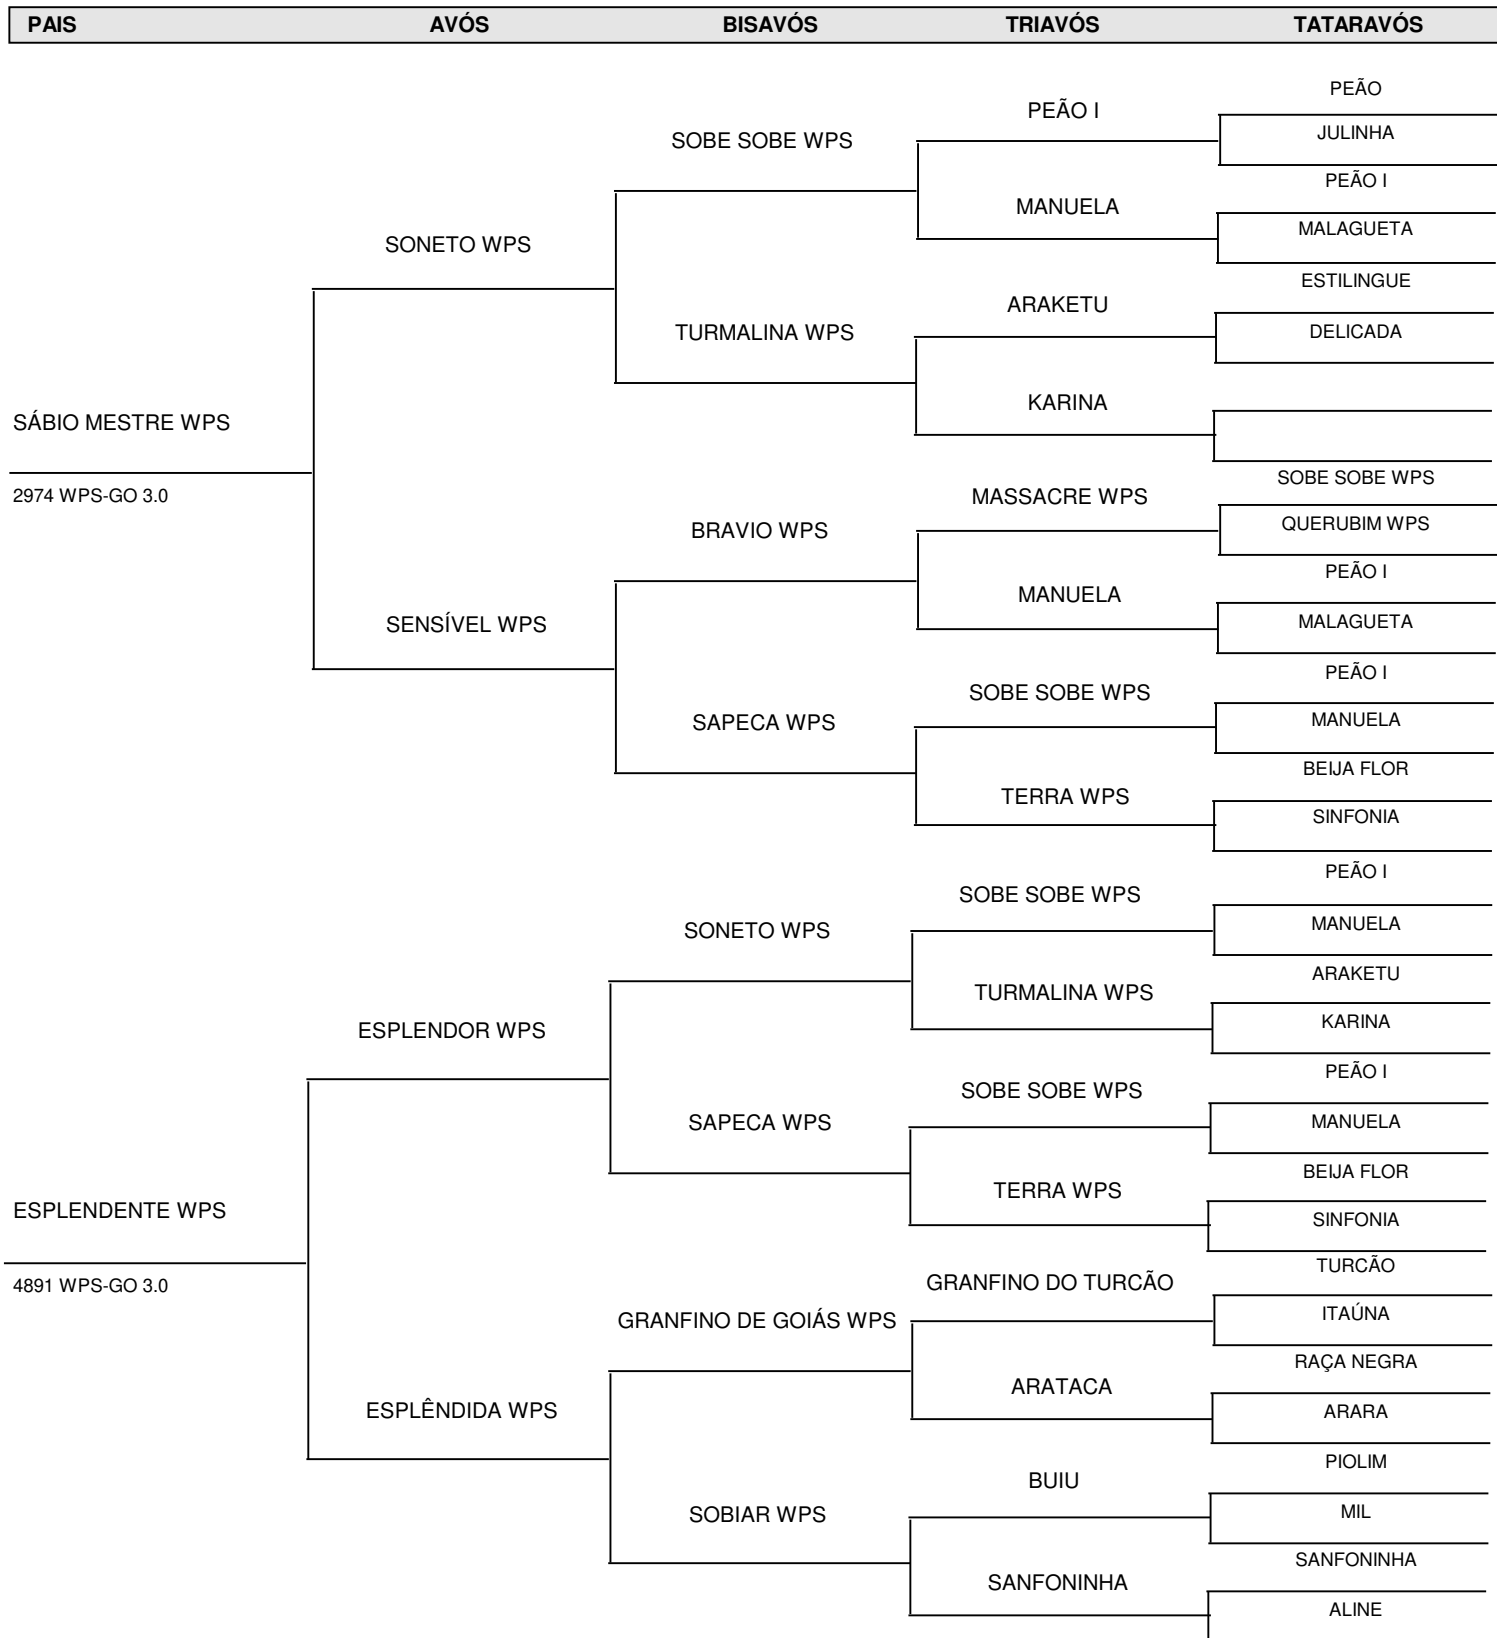 PAIS AVÓS BISAVÓS TRIAVÓS TATARAVÓS
PEÃO
PEÃO I
JULINHA
SOBE SOBE WPS
PEÃO I
MANUELA
MALAGUETA
SONETO WPS
ESTILINGUE
ARAKETU
TURMALINA WPS
DELICADA
KARINA
SÁBIO MESTRE WPS
SOBE SOBE WPS
2974 WPS-GO 3.0
MASSACRE WPS
BRAVIO WPS
QUERUBIM WPS
PEÃO I
MANUELA
SENSÍVEL WPS
MALAGUETA
PEÃO I
SOBE SOBE WPS
SAPECA WPS
MANUELA
BEIJA FLOR
TERRA WPS
SINFONIA
PEÃO I
SOBE SOBE WPS
SONETO WPS
MANUELA
ARAKETU
TURMALINA WPS
ESPLENDOR WPS
KARINA
PEÃO I
SOBE SOBE WPS
SAPECA WPS
MANUELA
BEIJA FLOR
TERRA WPS
ESPLENDENTE WPS
SINFONIA
TURCÃO
4891 WPS-GO 3.0
GRANFINO DO TURCÃO
GRANFINO DE GOIÁS WPS
ITAÚNA
RAÇA NEGRA
ARATACA
ESPLÊNDIDA WPS
ARARA
PIOLIM
BUIU
SOBIAR WPS
MIL
SANFONINHA
SANFONINHA
ALINE